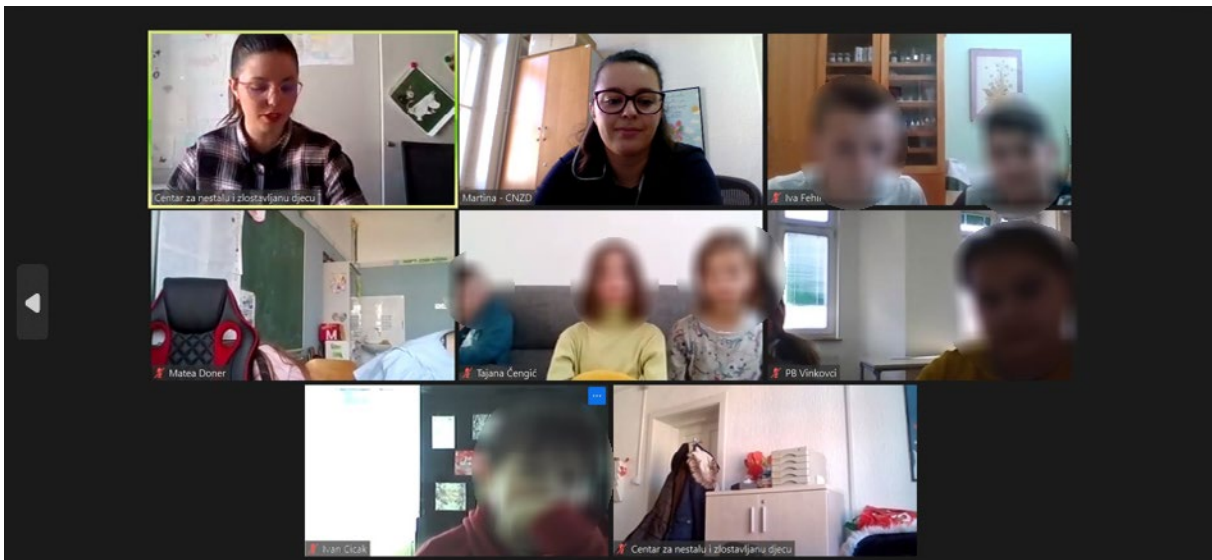 Centar za nestalu i zlostavljanu djecu
Martina - CNZD
Iva Fehir
Matea Doner
M
Tajana Čengić
PB Vinkovci
Ivan Cicak
Centar za nestalu i zlostavljanu djecu